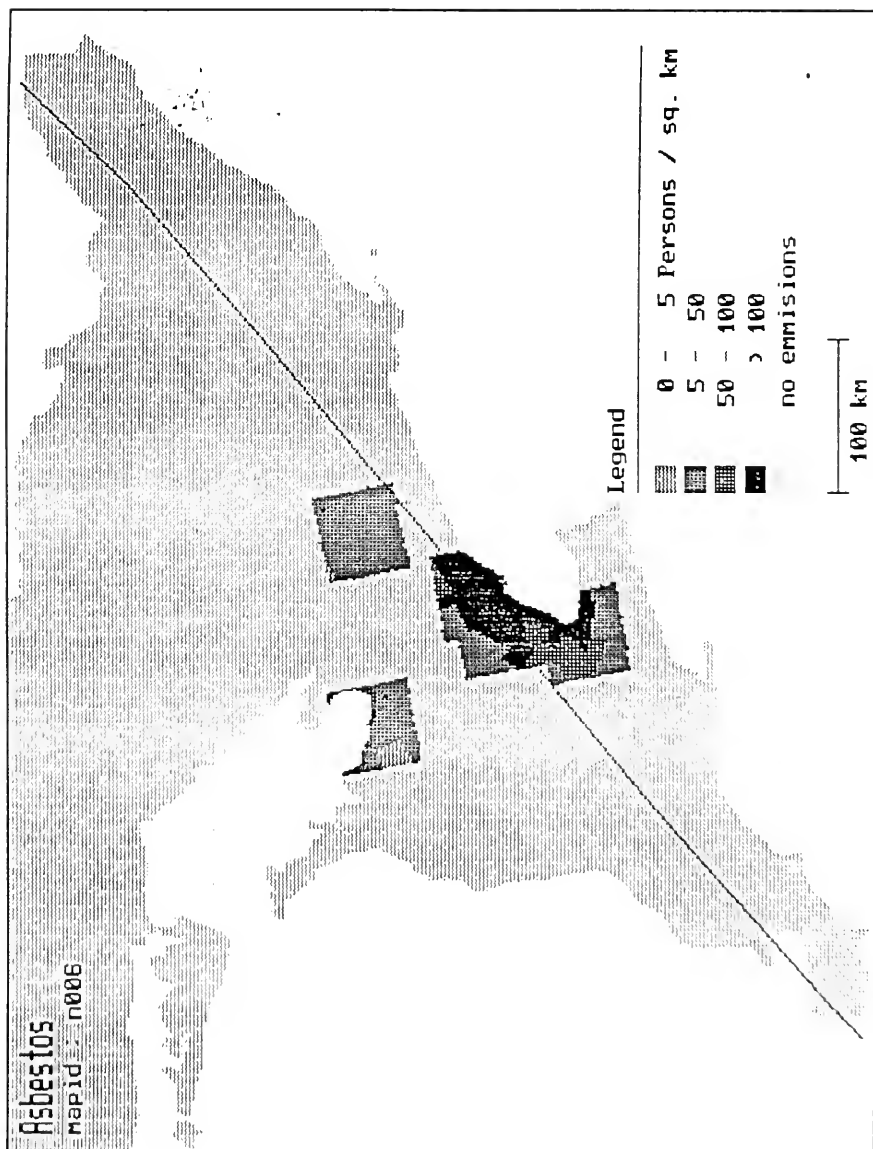 Asbestos
mapid : n006
Legend
0 - 5 Persons / sq. km
5 - 50
50 - 100
> 100
no emmisions
100 km